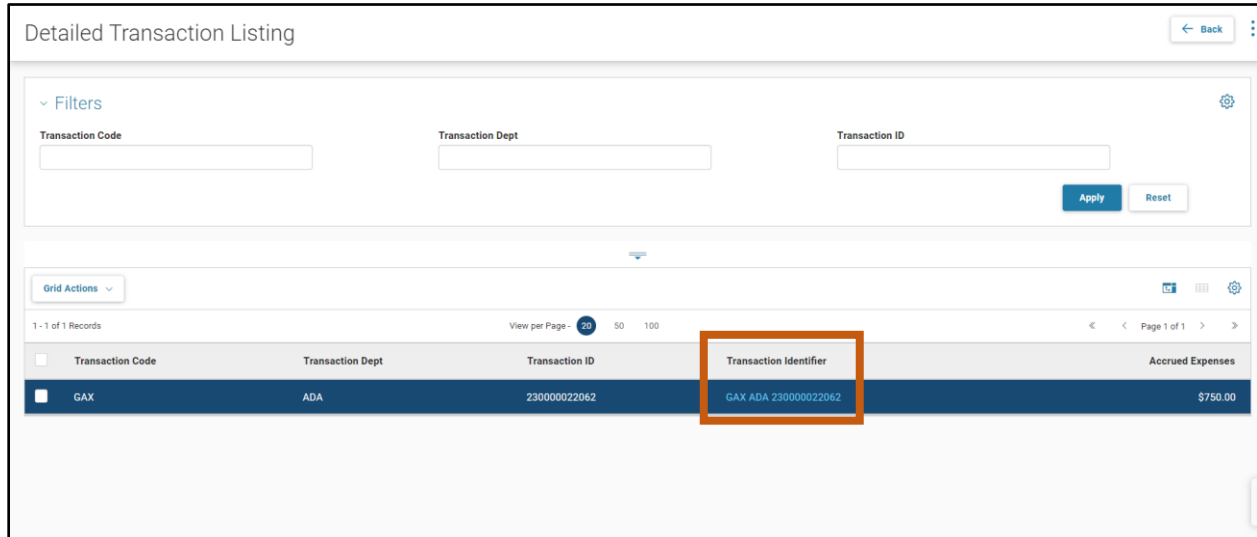 Detailed Transaction Listing
Back
Filters
Transaction Code Transaction Dept Transaction ID
Apply Reset
Grid Actions
1 - 1 of 1 Records View per Page - 20 50 100 Page 1 of 1
Transaction Code Transaction Dept Transaction ID Transaction Identifier Accrued Expenses
GAX ADA 230000022062 GAX ADA 230000022062 $750.00